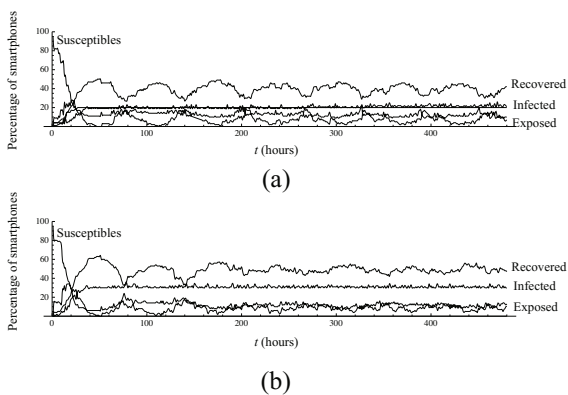 Percentage of smartphones
100
80
60
40
20
0
100
200
300
400
Susceptibles
Recovered
Infected
Exposed
t (hours)
(a)
Percentage of smartphones
100
80
60
40
20
0
100
200
300
400
Susceptibles
Recovered
Infected
Exposed
t (hours)
(b)